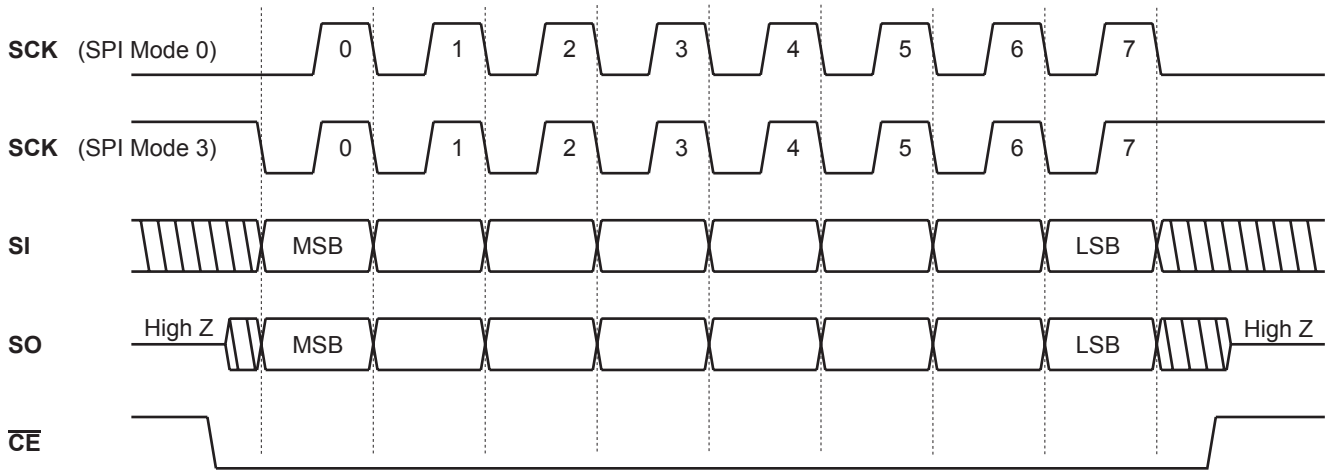 SCK (SPI Mode 0) 0 1 2 3 4 5 6 7
SCK (SPI Mode 3) 0 1 2 3 4 5 6 7
SI MSB LSB
SO High Z MSB LSB High Z
C̅E̅